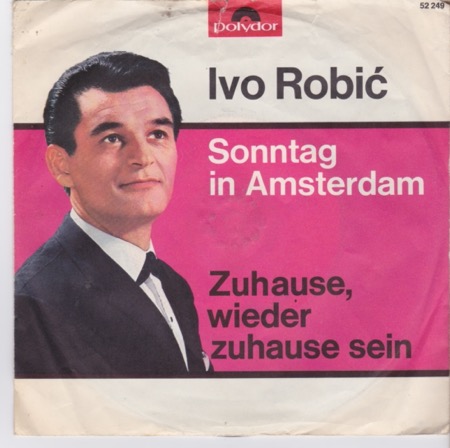 polydor
52 249
Ivo Robić
Sonntag
in Amsterdam
Zuhause,
wieder
zuhause sein